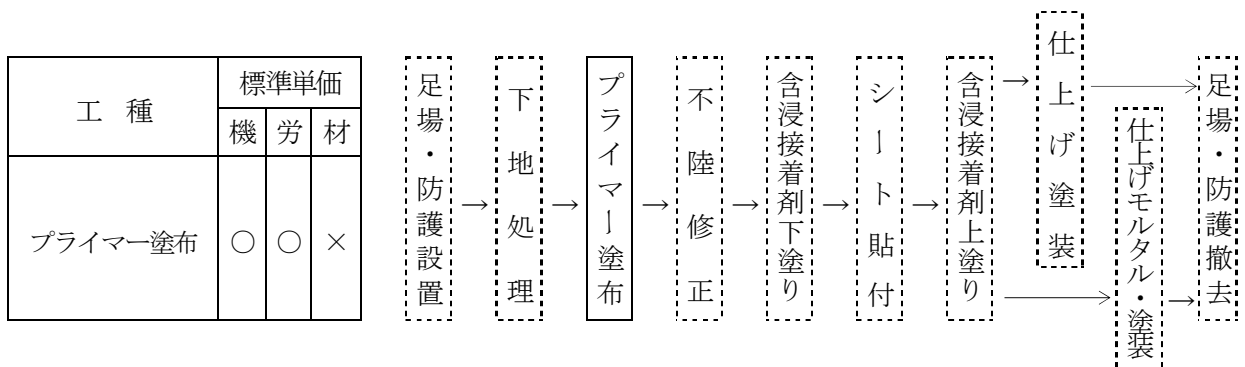 工種
標準単価
機 労 材
プライマー塗布 ○ ○ ×
足場・防護設置
→
下地処理
→
プライマー塗布
→
不陸修正
→
含浸接着剤下塗り
→
シート貼付
→
含浸接着剤上塗り
→
仕上げ塗装
→
→
仕上げモルタル・塗装
→
足場・防護撤去